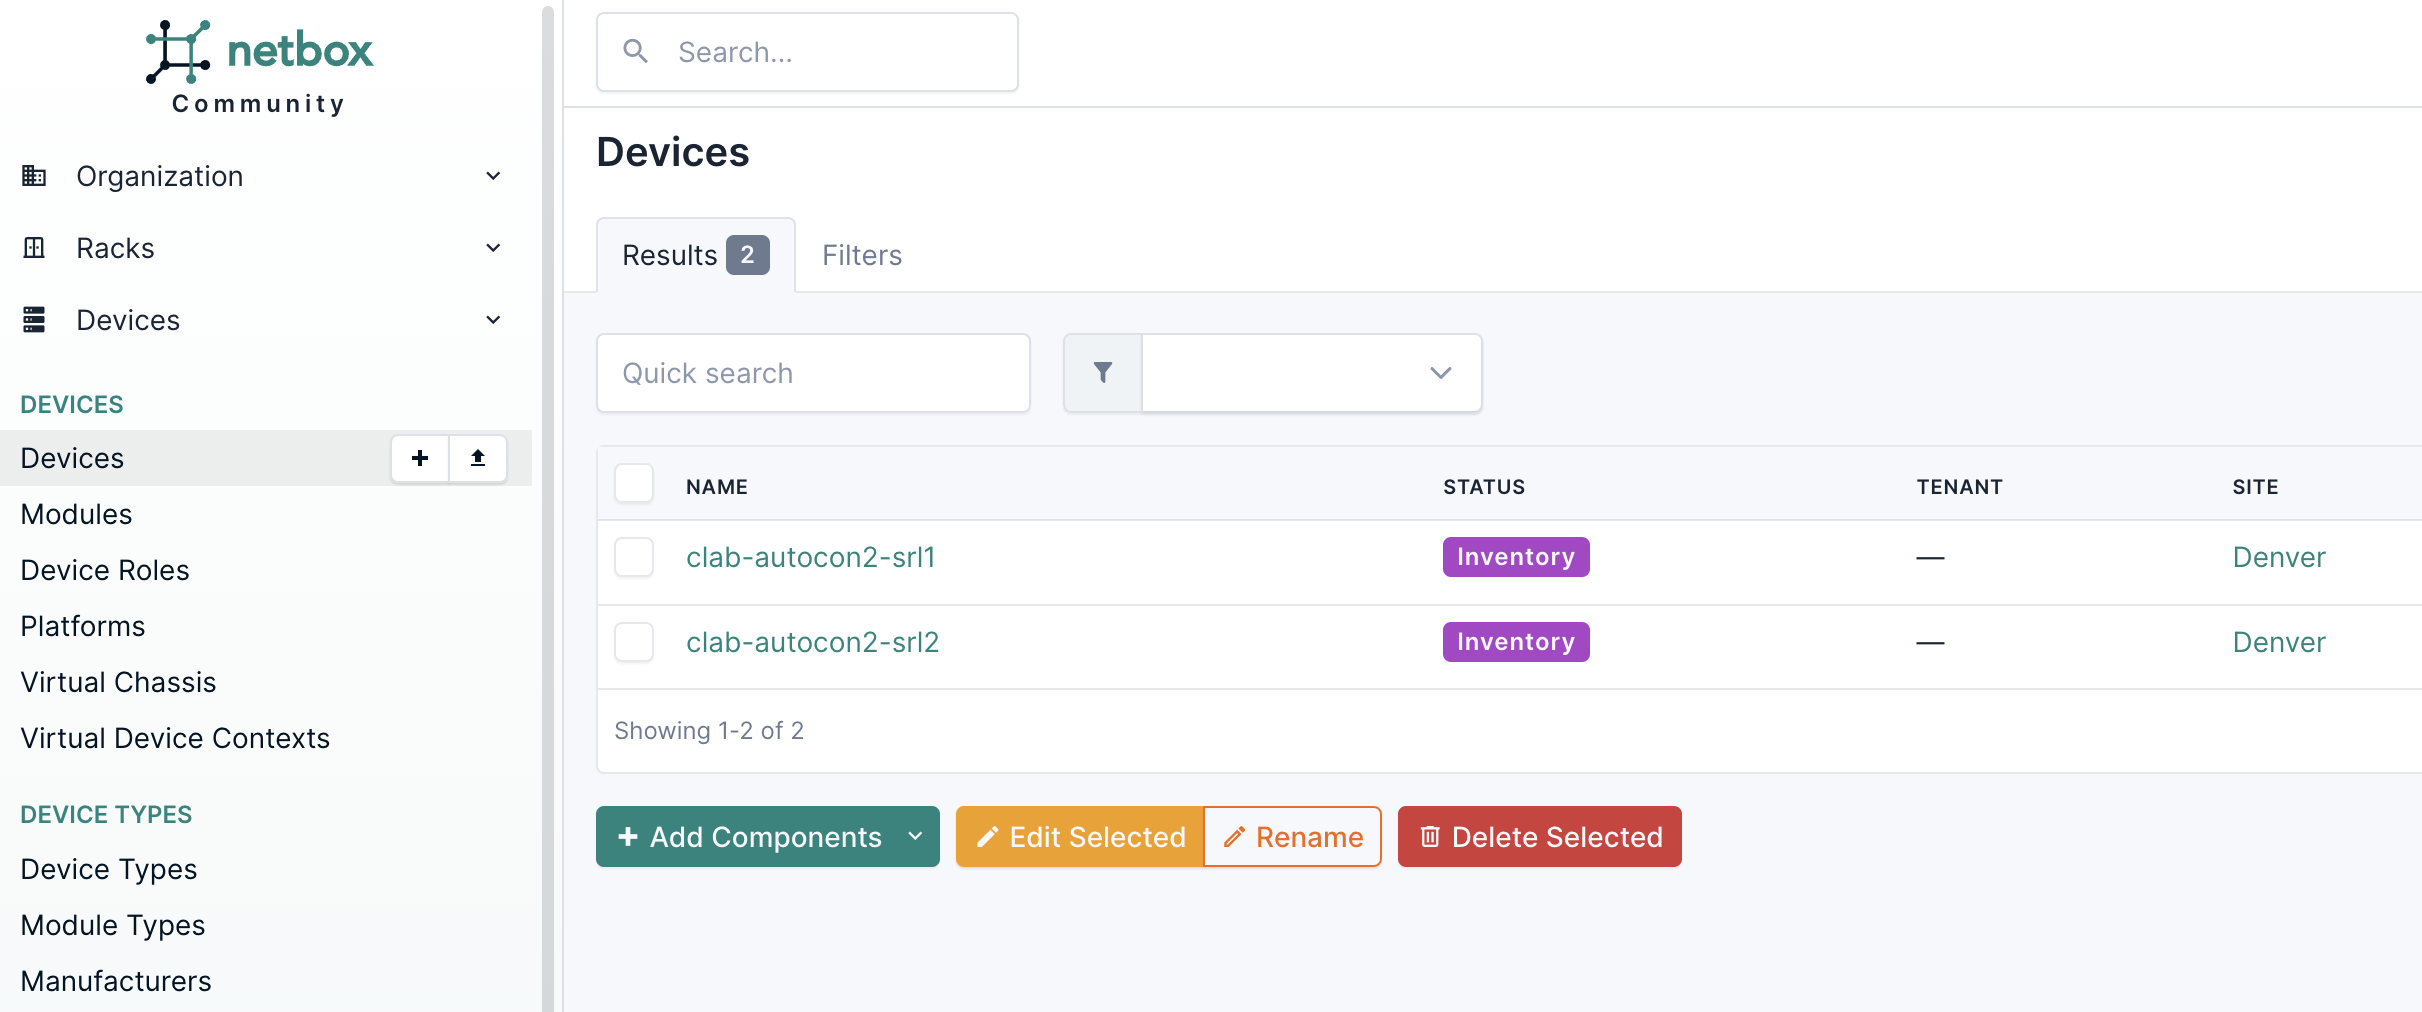 netbox
Community
Organization
Racks
Devices
DEVICES
Devices
Modules
Device Roles
Platforms
Virtual Chassis
Virtual Device Contexts
DEVICE TYPES
Device Types
Module Types
Manufacturers
Search...
Devices
Results 2 Filters
Quick search
NAME STATUS TENANT SITE
clab-autocon2-srl1 Inventory — Denver
clab-autocon2-srl2 Inventory — Denver
Showing 1-2 of 2
Add Components Edit Selected Rename Delete Selected